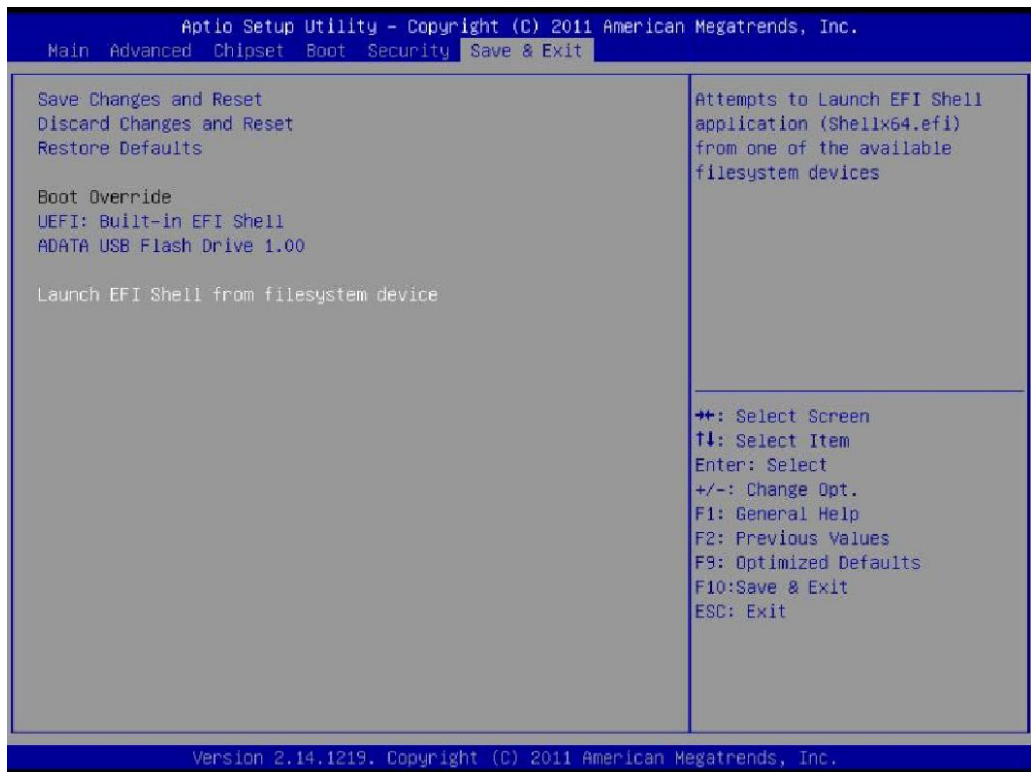 Aptio Setup Utility – Copyright (C) 2011 American Megatrends, Inc.
Main Advanced Chipset Boot Security Save & Exit
Save Changes and Reset
Discard Changes and Reset
Restore Defaults
Boot Override
UEFI: Built-in EFI Shell
ADATA USB Flash Drive 1.00
Launch EFI Shell from filesystem device
Attempts to Launch EFI Shell
application (Shellx64.efi)
from one of the available
filesystem devices
→←: Select Screen
↑↓: Select Item
Enter: Select
+/-: Change Opt.
F1: General Help
F2: Previous Values
F9: Optimized Defaults
F10:Save & Exit
ESC: Exit
Version 2.14.1219. Copyright (C) 2011 American Megatrends, Inc.